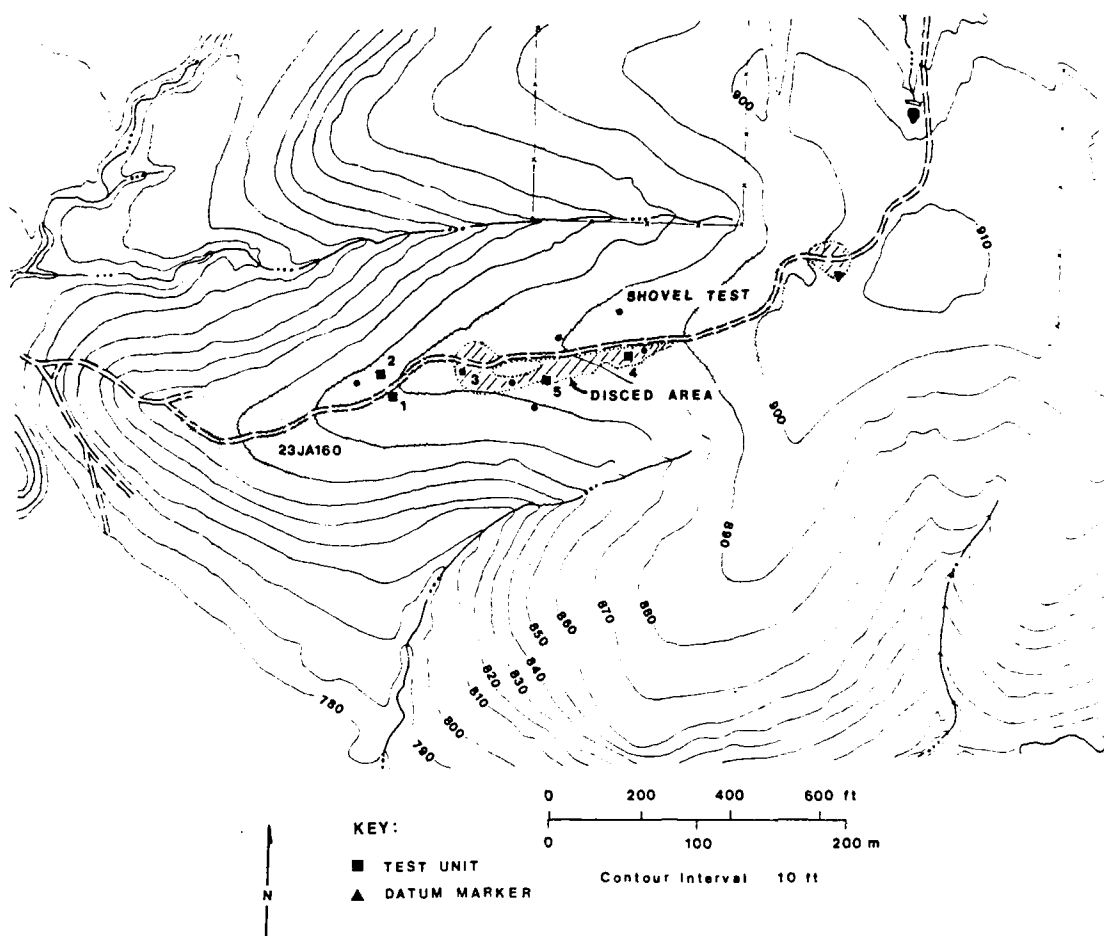 900
910
SHOVEL TEST
2
3
4
5
1
DISCED AREA
900
23JA160
890
880
870
860
850
840
830
820
810
800
790
780
0 200 400 600 ft
0 100 200 m
KEY:
TEST UNIT
DATUM MARKER
Contour Interval 10 ft
N